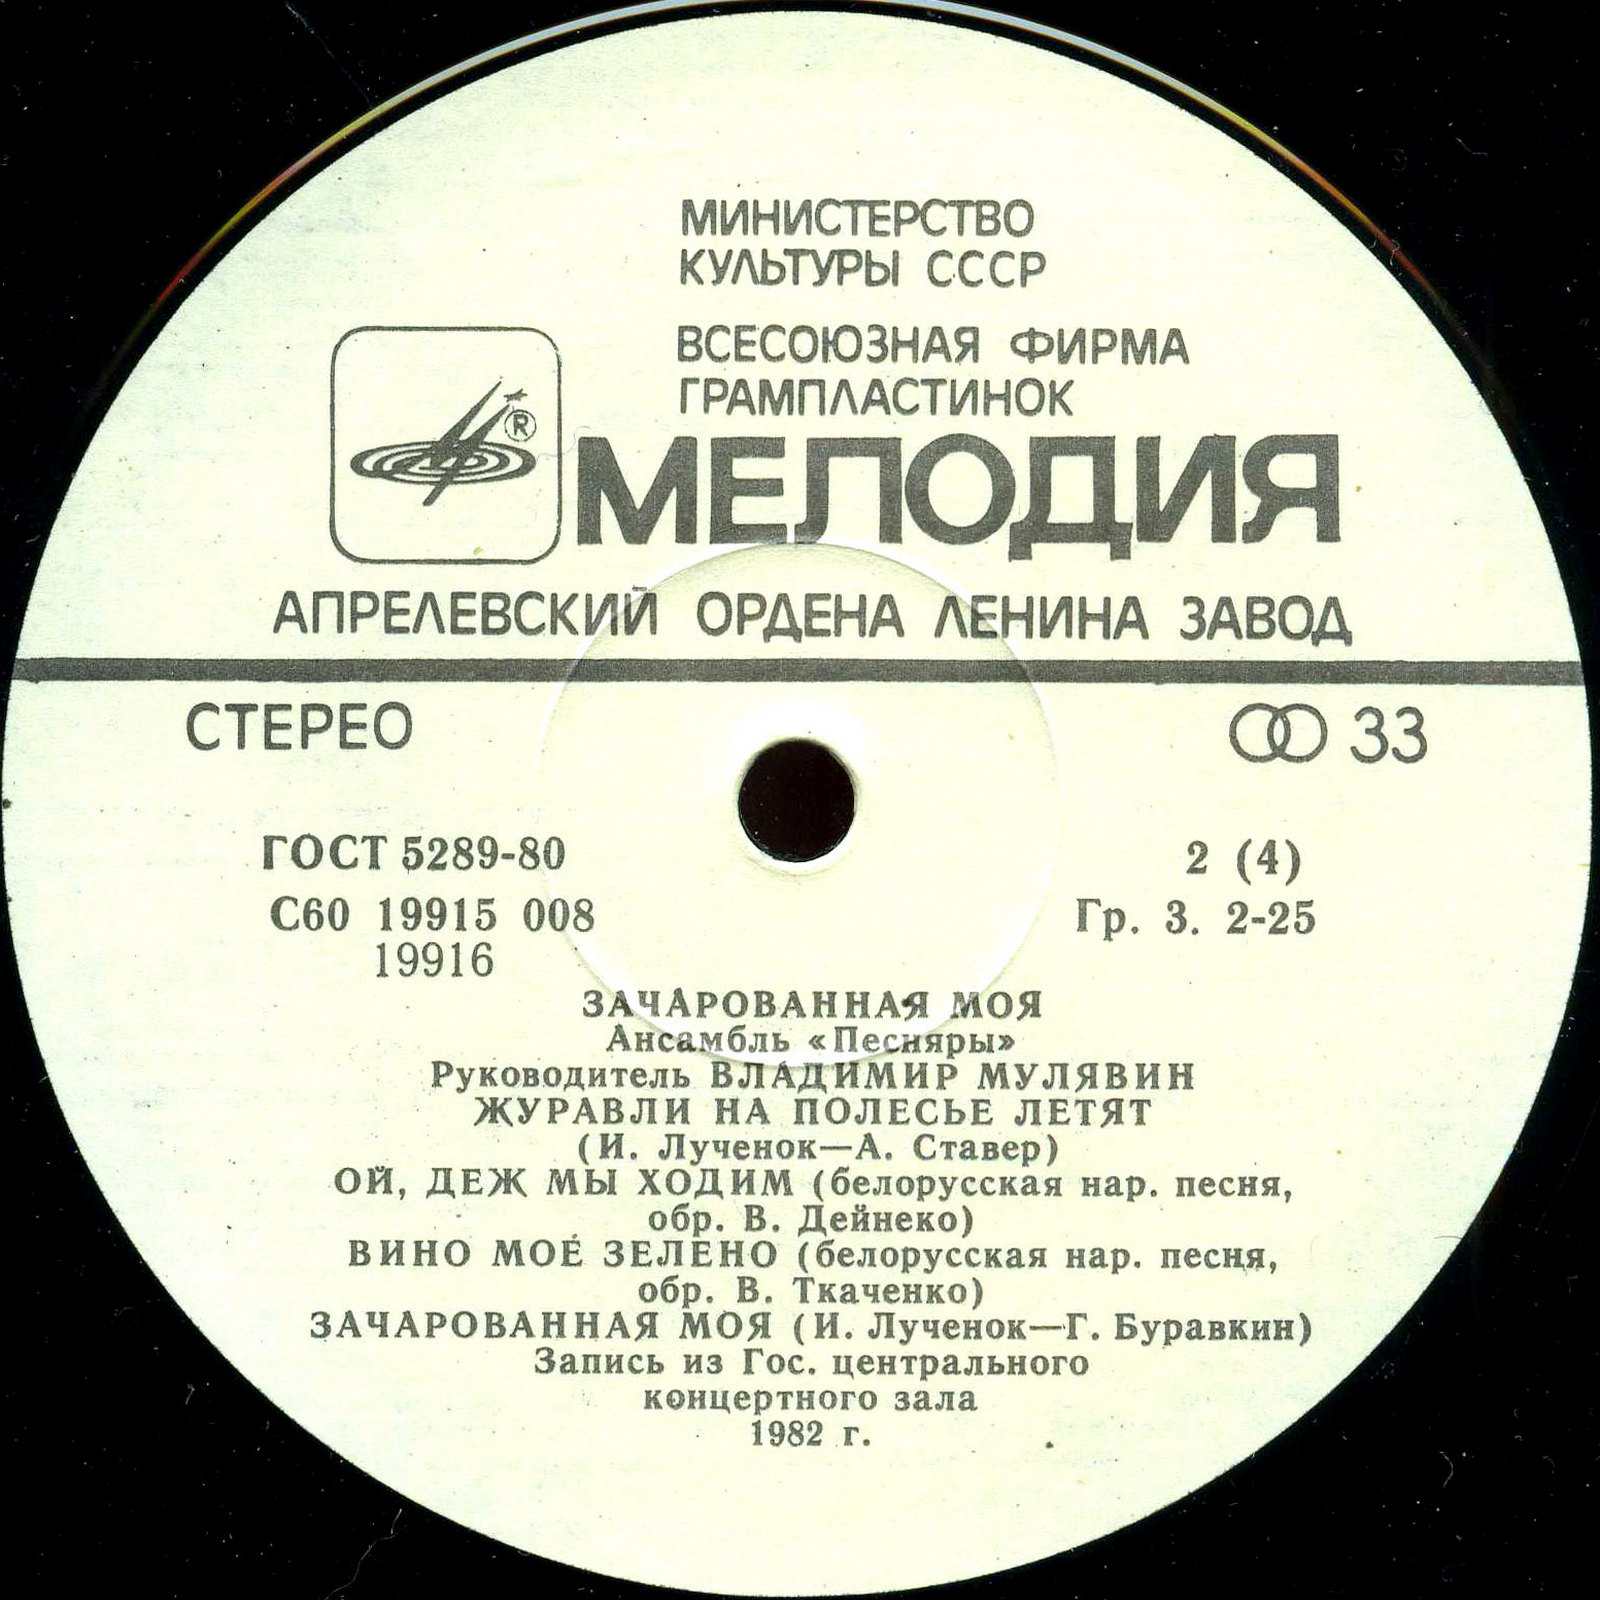 МИНИСТЕРСТВО
КУЛЬТУРЫ СССР
ВСЕСОЮЗНАЯ ФИРМА
ГРАМПЛАСТИНОК
®
МЕЛОДИЯ
АПРЕЛЕВСКИЙ ОРДЕНА ЛЕНИНА ЗАВОД
СТЕРЕО 33
ГОСТ 5289-80 2 (4)
С60 19915 008 Гр. 3. 2-25
19916
ЗАЧАРОВАННАЯ МОЯ
Ансамбль «Песняры»
Руководитель ВЛАДИМИР МУЛЯВИН
ЖУРАВЛИ НА ПОЛЕСЬЕ ЛЕТЯТ
(И. Лученок—А. Ставер)
ОЙ, ДЕЖ МЫ ХОДИМ (белорусская нар. песня,
обр. В. Дейнеко)
ВИНО МОЁ ЗЕЛЕНО (белорусская нар. песня,
обр. В. Ткаченко)
ЗАЧАРОВАННАЯ МОЯ (И. Лученок—Г. Буравкин)
Запись из Гос. центрального
концертного зала
1982 г.